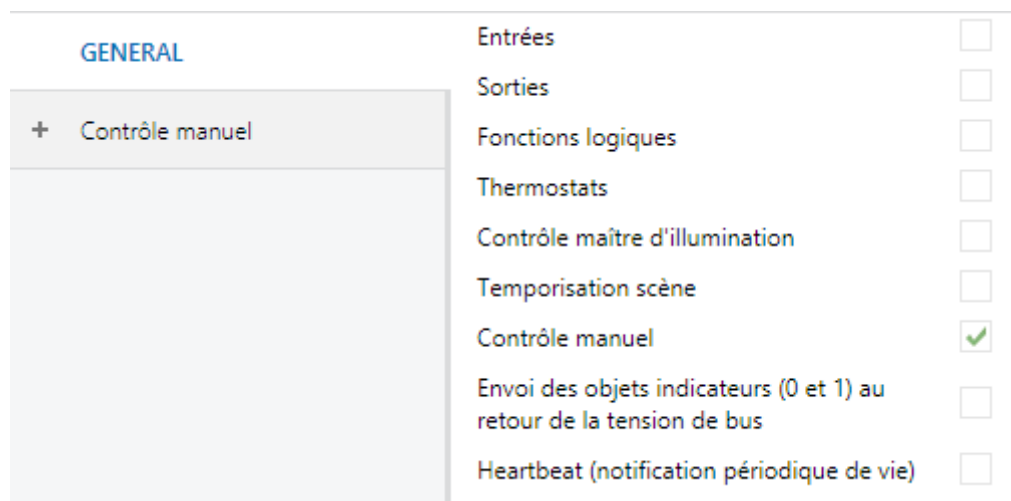 GENERAL
+ Contrôle manuel
Entrées
Sorties
Fonctions logiques
Thermostats
Contrôle maître d'illumination
Temporisation scène
Contrôle manuel
Envoi des objets indicateurs (0 et 1) au
retour de la tension de bus
Heartbeat (notification périodique de vie)